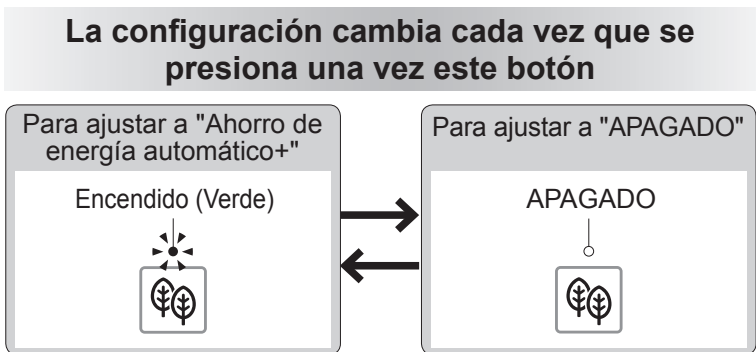 La configuración cambia cada vez que se
presiona una vez este botón
Para ajustar a "Ahorro de
energía automático+"
Encendido (Verde)
Para ajustar a "APAGADO"
APAGADO